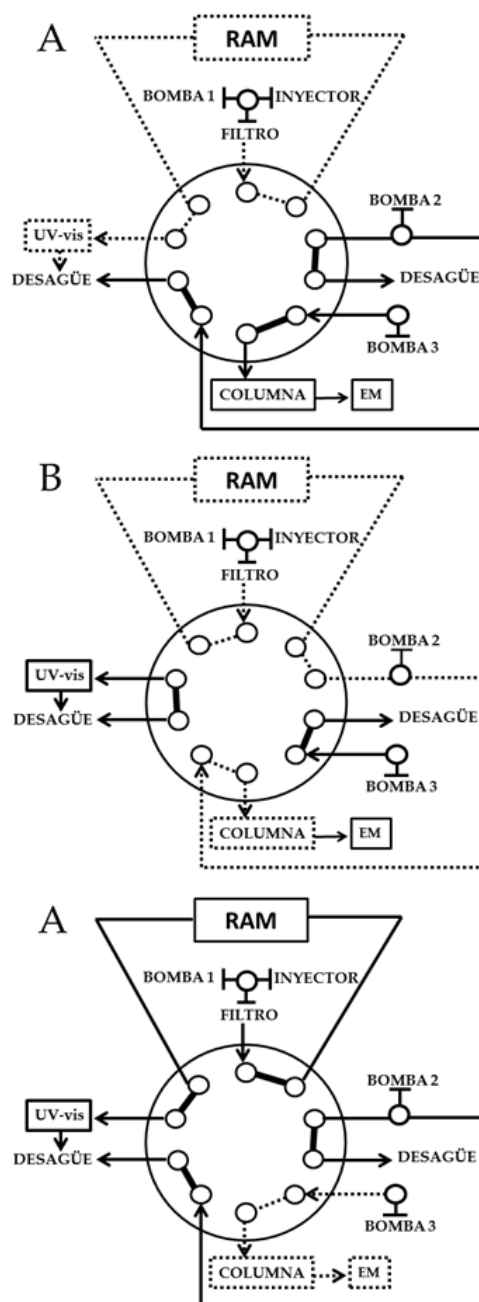 A
RAM
BOMBA 1 INYECTOR
FILTRO
BOMBA 2
UV-vis
DESAGÜE
DESAGÜE
BOMBA 3
COLUMNA EM
B
RAM
BOMBA 1 INYECTOR
FILTRO
BOMBA 2
UV-vis
DESAGÜE
DESAGÜE
BOMBA 3
COLUMNA EM
A
RAM
BOMBA 1 INYECTOR
FILTRO
BOMBA 2
UV-vis
DESAGÜE
DESAGÜE
BOMBA 3
COLUMNA EM